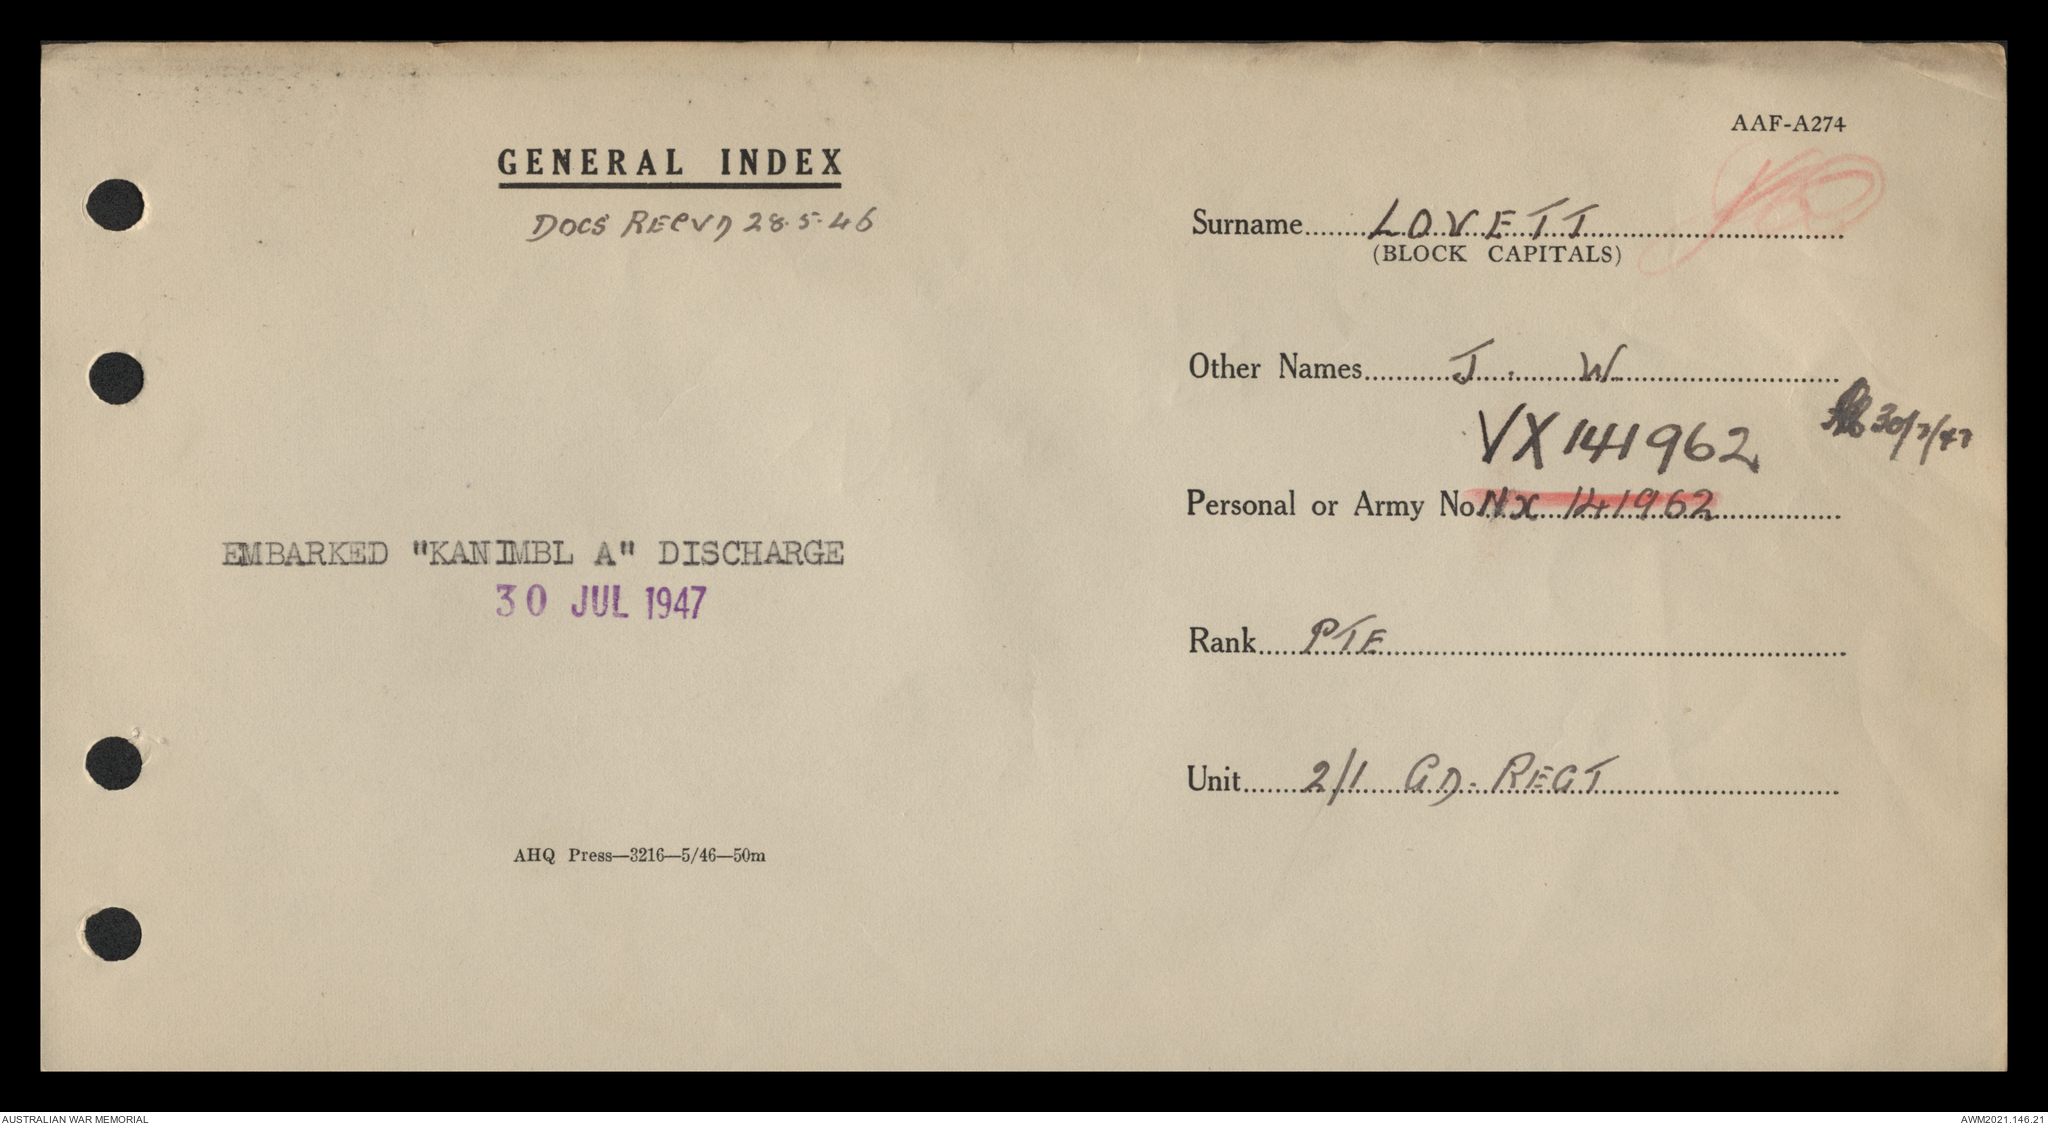 AAF-A274
GENERAL INDEX
DOCS RECVD 28.5.46
Surname LOVETT
(BLOCK CAPITALS)
Other Names J. W
VX141962
30/7/47
Personal or Army No NX 141962
EMBARKED "KANIMBL A" DISCHARGE
30 JUL 1947
Rank PTE
Unit 2/1 GD. REGT
AHQ Press—3216—5/46—50m
AUSTRALIAN WAR MEMORIAL
AWM2021.146.21